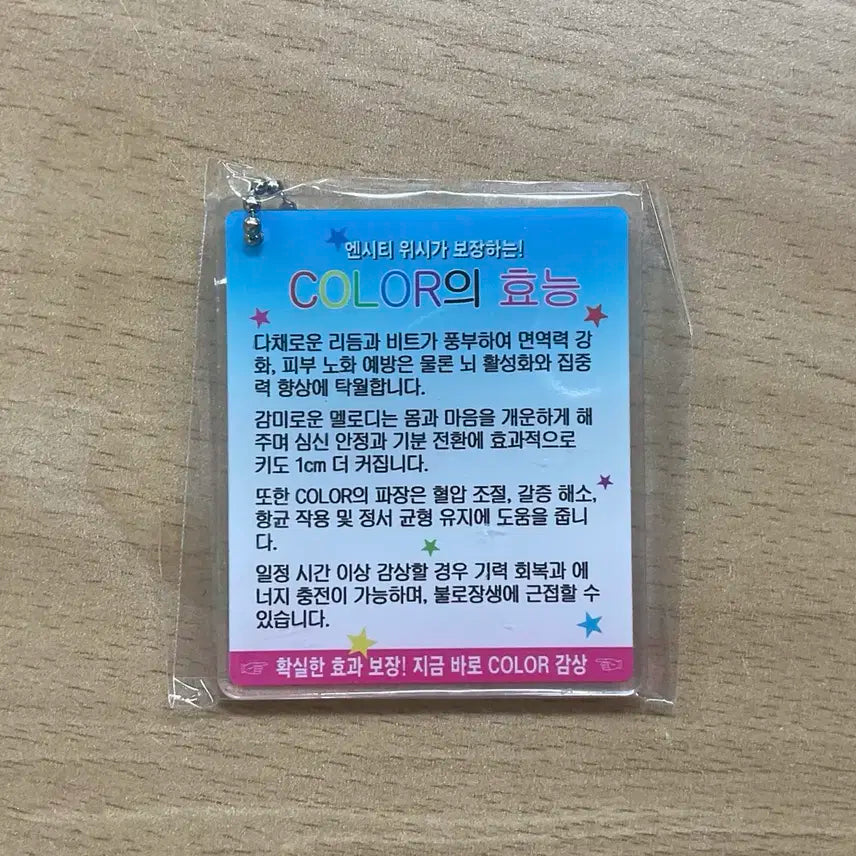 엔시티 위시가 보장하는!
COLOR의 효능
다채로운 리듬과 비트가 풍부하여 면역력 강
화, 피부 노화 예방은 물론 뇌 활성화와 집중
력 향상에 탁월합니다.
감미로운 멜로디는 몸과 마음을 개운하게 해
주며 심신 안정과 기분 전환에 효과적으로
키도 1cm 더 커집니다.
또한 COLOR의 파장은 혈압 조절, 갈증 해소,
항균 작용 및 정서 균형 유지에 도움을 줍니
다.
일정 시간 이상 감상할 경우 기력 회복과 에
너지 충전이 가능하며, 불로장생에 근접할 수
있습니다.
☞ 확실한 효과 보장! 지금 바로 COLOR 감상 ☜